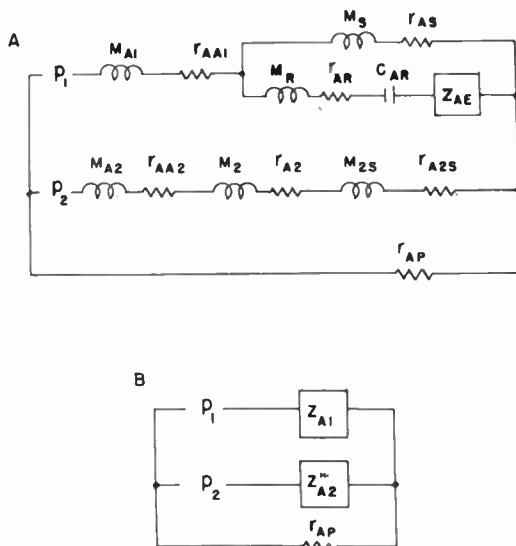 A
M_S r_AS
M_A1 r_AA1
p_1
M_R r_AR C_AR
Z_AE
M_A2 r_AA2 M_2 r_A2 M_2S r_A2S
p_2
r_AP
B
p_1 Z_A1
p_2 Z_A2'''
r_AP